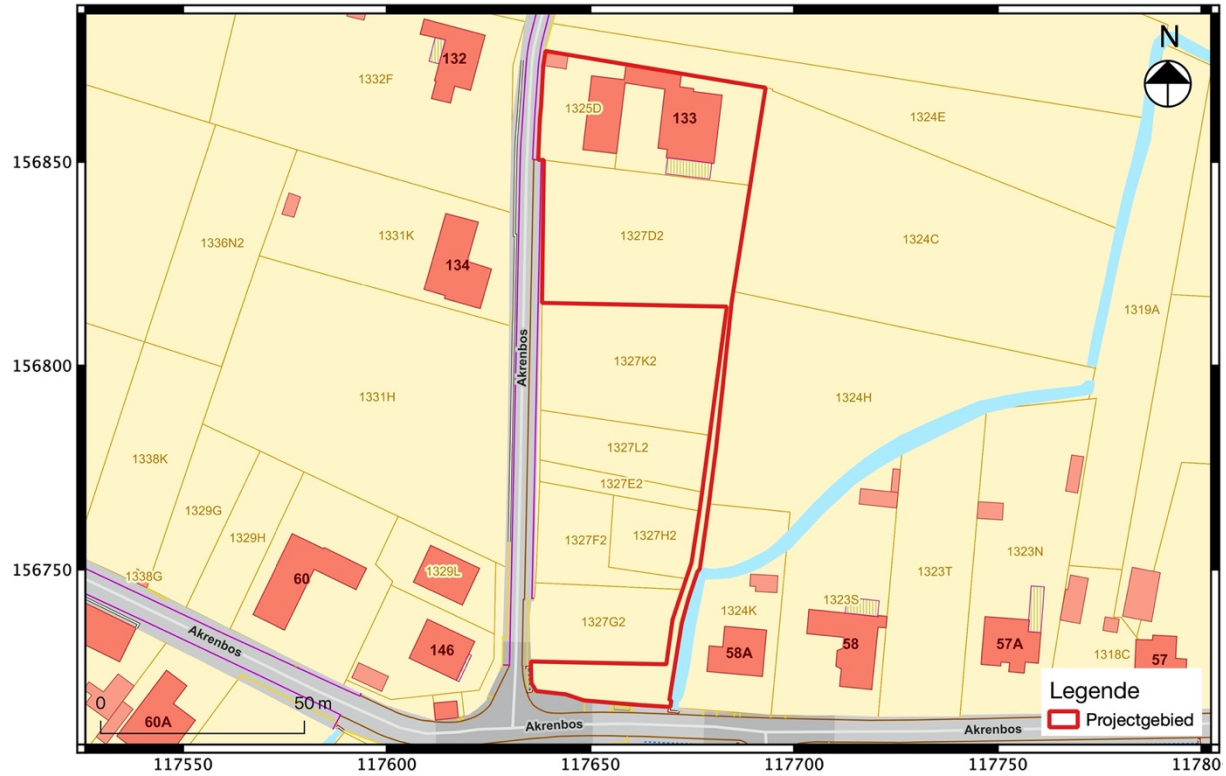 N
132
1332F
1325D
133
1324E
156850
1336N2
1331K
134
1327D2
1324C
1319A
Akrenbos
156800
1327K2
1331H
1324H
1338K
1327L2
1327E2
1329G
1329H
1327F2
1327H2
1323N
156750
1338G
60
1329L
1323T
1323S
1324K
1327G2
Akrenbos
146
58A
58
57A
1318C
57
0
50 m
60A
Akrenbos
Akrenbos
Legende
Projectgebied
117550
117600
117650
117700
117750
117800